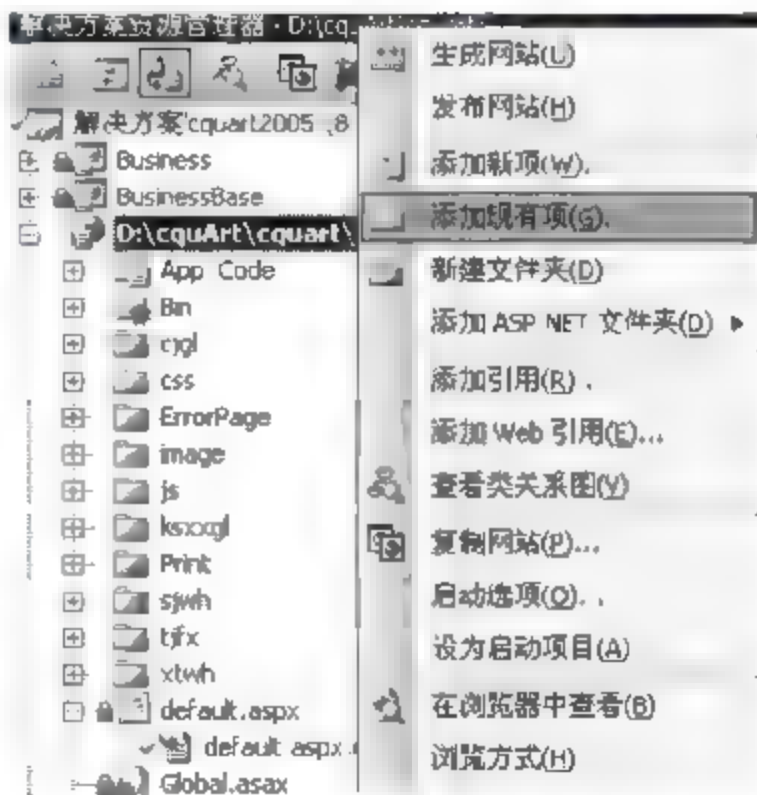 解决方案资源管理器 - D:\cq
解决方案'cquart2005 (8
Business
BusinessBase
D:\cquArt\cquart\
App_Code
Bin
cjgl
css
ErrorPage
image
js
ksxxgl
Print
sjwh
tjfx
xtwh
default.aspx
default.aspx.
Global.asax
生成网站(U)
发布网站(H)
添加新项(W).
添加现有项(G).
新建文件夹(D)
添加 ASP NET 文件夹(D)
添加引用(R) .
添加 Web 引用(E)...
查看类关系图(V)
复制网站(P)...
启动选项(O). .
设为启动项目(A)
在浏览器中查看(B)
浏览方式(H)